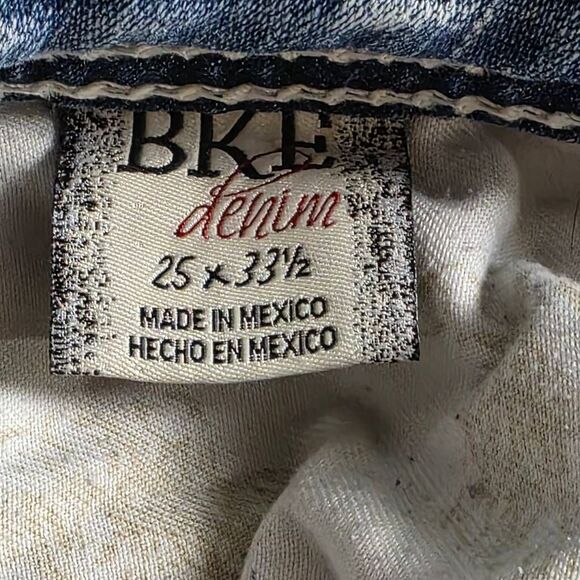 BKE
denim
25 x 33½
MADE IN MEXICO
HECHO EN MEXICO